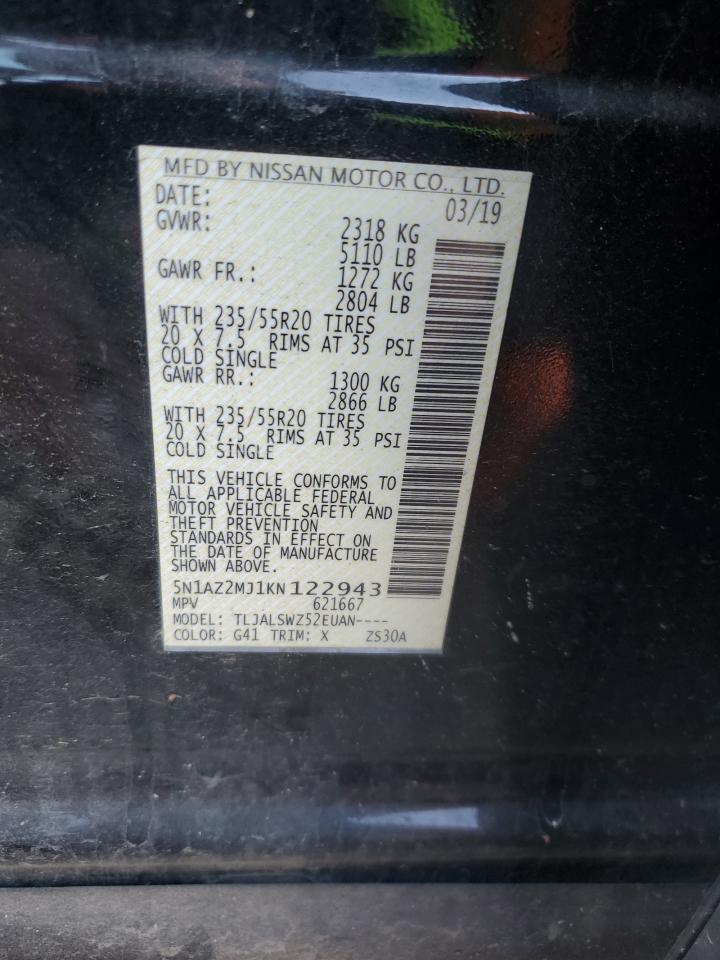 MFD BY NISSAN MOTOR CO., LTD.
DATE: 03/19
GVWR: 2318 KG
5110 LB
GAWR FR.: 1272 KG
2804 LB
WITH 235/55R20 TIRES
20 X 7.5 RIMS AT 35 PSI
COLD SINGLE
GAWR RR.: 1300 KG
2866 LB
WITH 235/55R20 TIRES
20 X 7.5 RIMS AT 35 PSI
COLD SINGLE
THIS VEHICLE CONFORMS TO
ALL APPLICABLE FEDERAL
MOTOR VEHICLE SAFETY AND
THEFT PREVENTION
STANDARDS IN EFFECT ON
THE DATE OF MANUFACTURE
SHOWN ABOVE.
5N1AZ2MJ1KN122943
MPV 621667
MODEL: TLJALSWZ52EUAN----
COLOR: G41 TRIM: X ZS30A